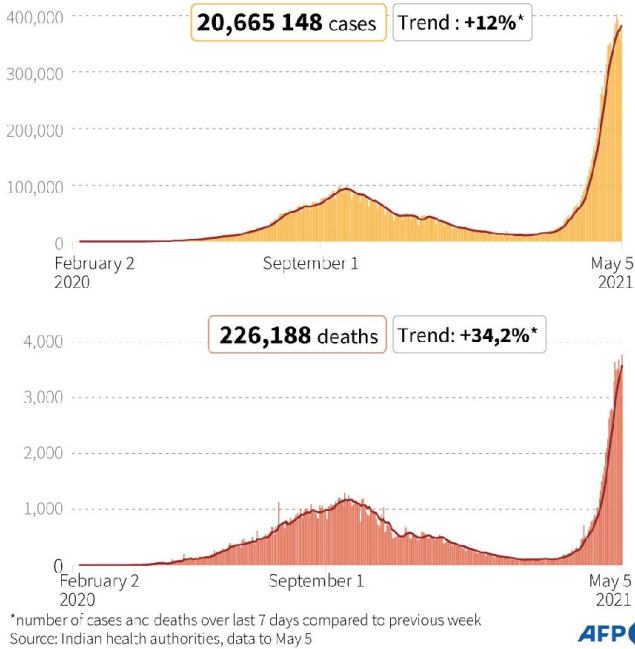 400,000
20,665 148 cases
Trend : +12%*
300,000
200,000
100,000
0
February 2
2020
September 1
May 5
2021
226,188 deaths
Trend: +34,2%*
4,000
3,000
2,000
1,000
0
February 2
2020
September 1
May 5
2021
*number of cases and deaths over last 7 days compared to previous week
Source: Indian health authorities, data to May 5
AFP